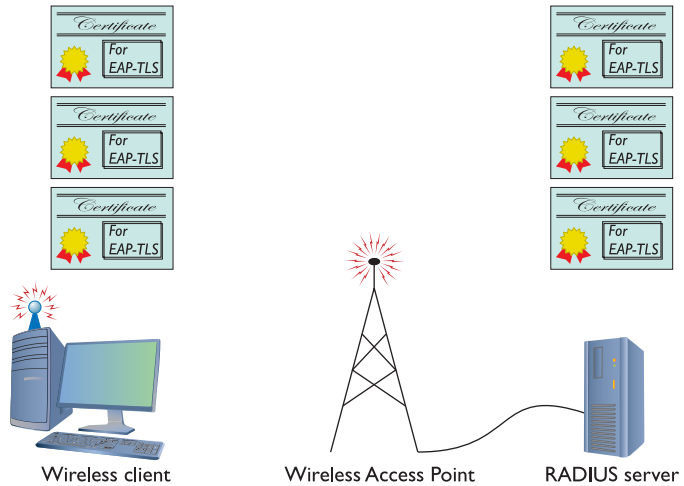 Certificate
For
EAP-TLS
Certificate
For
EAP-TLS
Certificate
For
EAP-TLS
Certificate
For
EAP-TLS
Certificate
For
EAP-TLS
Certificate
For
EAP-TLS
Wireless client
Wireless Access Point
RADIUS server